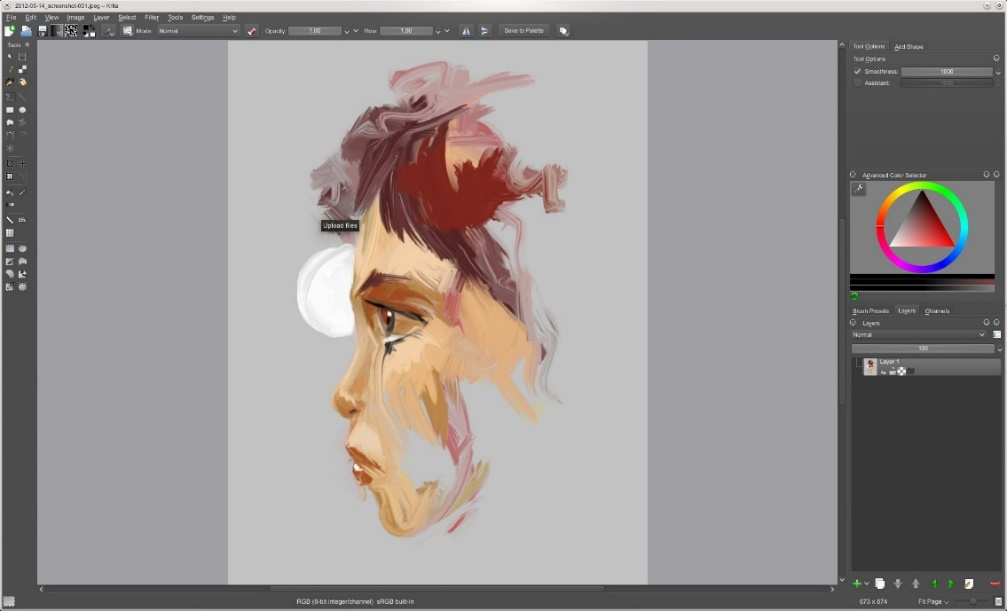 2012-05-14_screenshot-001.jpeg – Krita
File Edit View Image Layer Select Filter Tools Settings Help
Mode: Normal Opacity: 1.00 Flow: 1.00 Save to Palette
Tools
Upload files
Tool Options Add Shape
Tool Options
Smoothness: 1000
Assistant:
Advanced Color Selector
Brush Presets Layers Channels
Layers
Normal
100
Layer 1
RGB (8-bit integer/channel) sRGB built-in
673 x 874 Fit Page